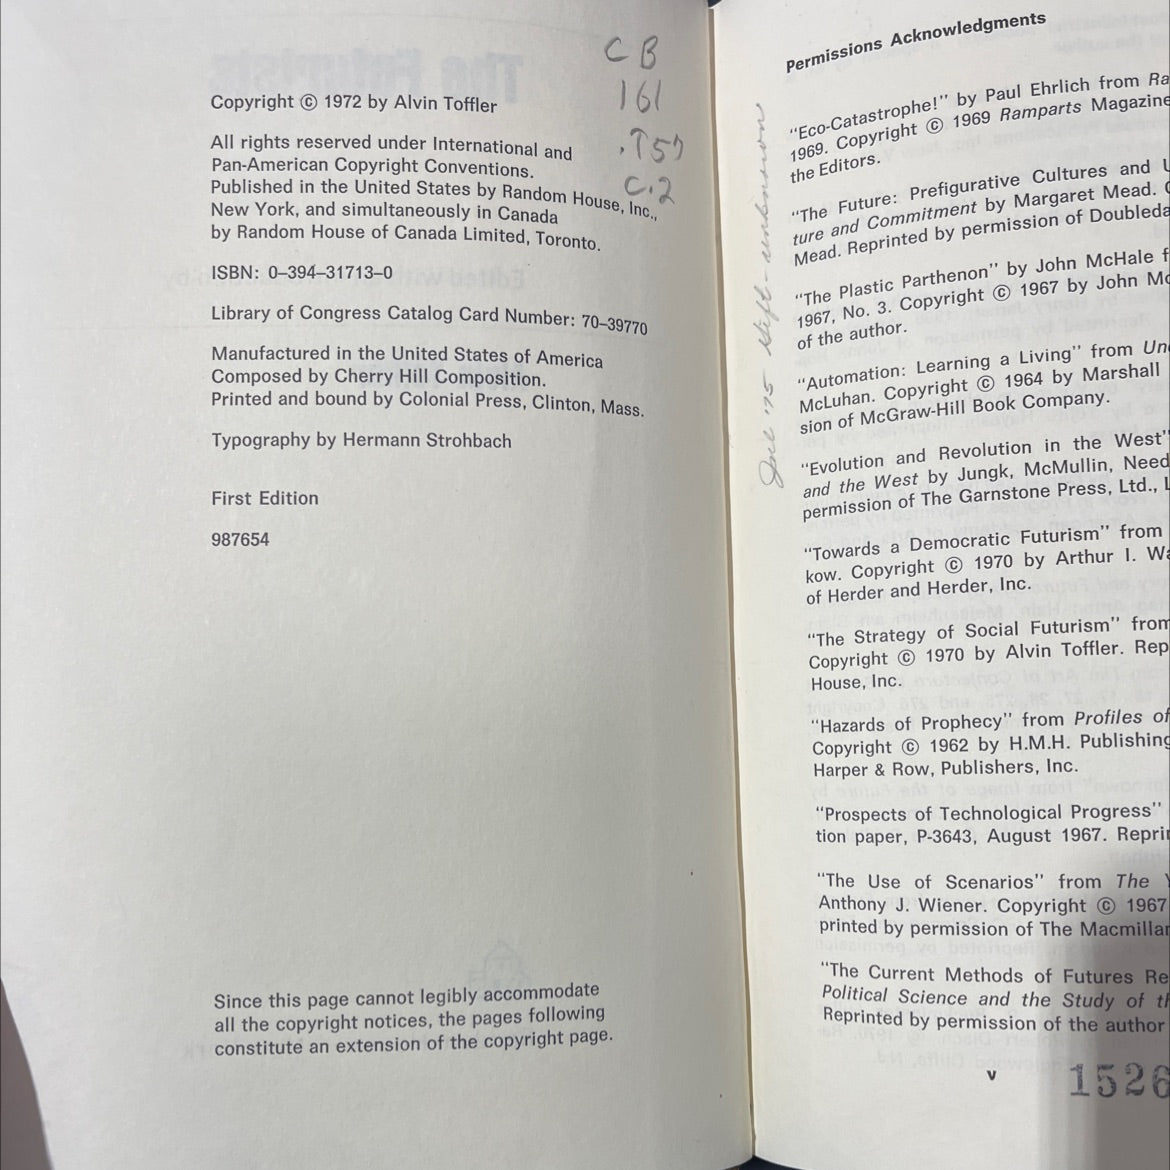 Copyright © 1972 by Alvin Toffler
All rights reserved under International and
Pan-American Copyright Conventions.
Published in the United States by Random House, Inc.,
New York, and simultaneously in Canada
by Random House of Canada Limited, Toronto.
ISBN: 0–394–31713–0
Library of Congress Catalog Card Number: 70–39770
Manufactured in the United States of America
Composed by Cherry Hill Composition.
Printed and bound by Colonial Press, Clinton, Mass.
Typography by Hermann Strohbach
First Edition
987654
Since this page cannot legibly accommodate
all the copyright notices, the pages following
constitute an extension of the copyright page.
CB
161
.T57
C.2
Gift-unknown
Permissions Acknowledgments
"Eco-Catastrophe!" by Paul Ehrlich from Ra
1969. Copyright © 1969 Ramparts Magazine
the Editors.
"The Future: Prefigurative Cultures and U
ture and Commitment by Margaret Mead. C
Mead. Reprinted by permission of Doubleda
"The Plastic Parthenon" by John McHale f
1967, No. 3. Copyright © 1967 by John Mc
of the author.
"Automation: Learning a Living" from Un
McLuhan. Copyright © 1964 by Marshall
sion of McGraw-Hill Book Company.
"Evolution and Revolution in the West"
and the West by Jungk, McMullin, Need
permission of The Garnstone Press, Ltd., L
"Towards a Democratic Futurism" from
kow. Copyright © 1970 by Arthur I. Wa
of Herder and Herder, Inc.
"The Strategy of Social Futurism" from
Copyright © 1970 by Alvin Toffler. Rep
House, Inc.
"Hazards of Prophecy" from Profiles of
Copyright © 1962 by H.M.H. Publishing
Harper & Row, Publishers, Inc.
"Prospects of Technological Progress"
tion paper, P-3643, August 1967. Reprin
"The Use of Scenarios" from The Y
Anthony J. Wiener. Copyright © 1967
printed by permission of The Macmillan
"The Current Methods of Futures Re
Political Science and the Study of th
Reprinted by permission of the author
v
1526